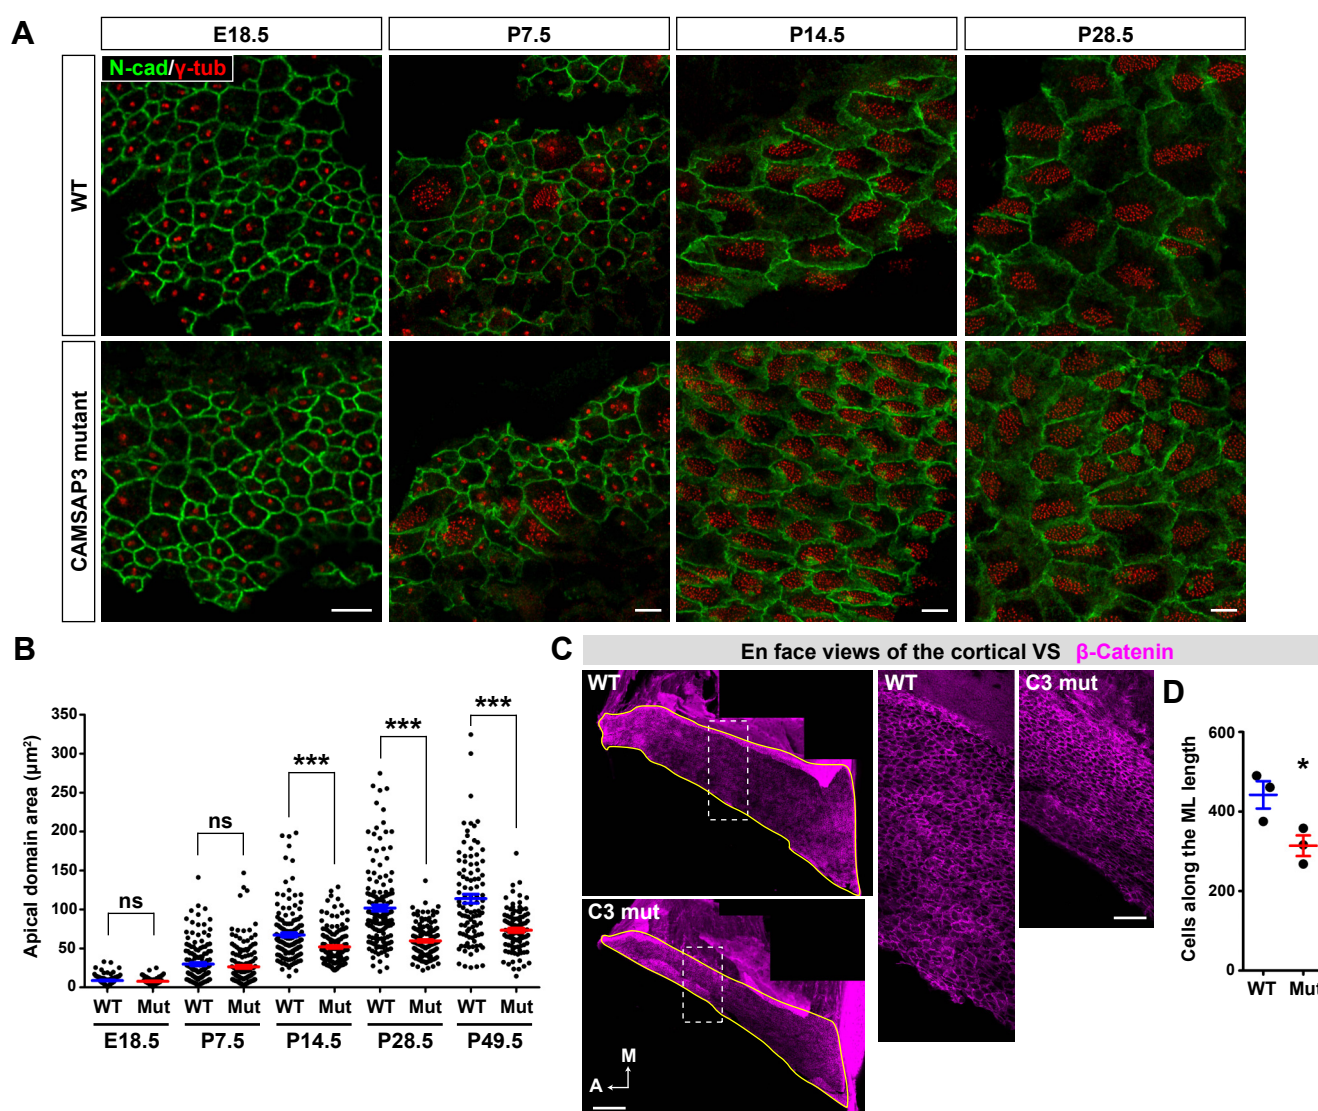 A
E18.5 P7.5 P14.5 P28.5
N-cad/γ-tub
WT
CAMSAP3 mutant
B
Apical domain area (µm²)
350
300
250
200
150
100
50
0
ns ns *** *** ***
WT Mut WT Mut WT Mut WT Mut WT Mut
E18.5 P7.5 P14.5 P28.5 P49.5
C
En face views of the cortical VS β-Catenin
WT
C3 mut
M
A
WT
C3 mut
D
Cells along the ML length
600
400
200
0
*
WT Mut